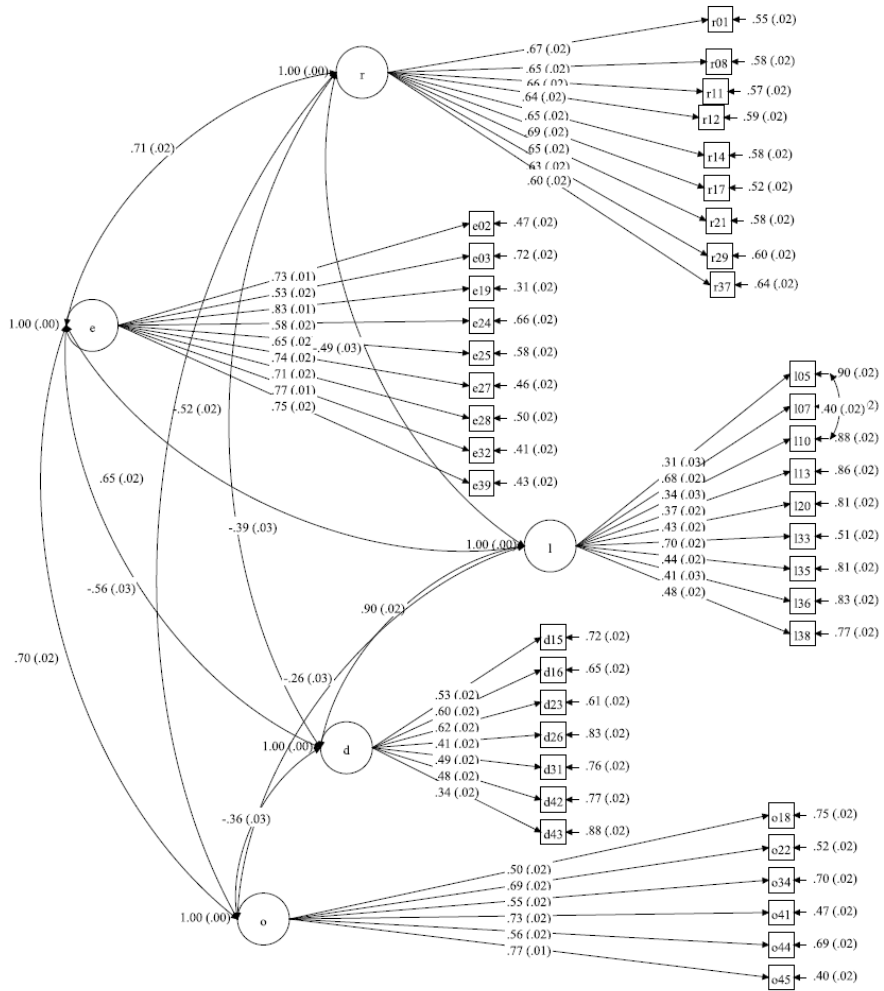 r01 .55 (.02)
.67 (.02)
r08 .58 (.02)
1.00 (.00) r
.65 (.02)
.66 (.02)
r11 .57 (.02)
.64 (.02)
r12 .59 (.02)
.65 (.02)
.69 (.02)
.71 (.02)
.65 (.02)
r14 .58 (.02)
.63 (.02)
.60 (.02)
r17 .52 (.02)
r21 .58 (.02)
e02 .47 (.02)
e03 .72 (.02)
r29 .60 (.02)
.73 (.01)
r37 .64 (.02)
.53 (.02)
e19 .31 (.02)
.83 (.01)
1.00 (.00) e
.58 (.02)
e24 .66 (.02)
.65 (.02
-.49 (.03)
e25 .58 (.02)
.74 (.02)
.71 (.02)
e27 .46 (.02)
.77 (.01)
.75 (.02)
-.52 (.02)
e28 .50 (.02)
e32 .41 (.02)
e39 .43 (.02)
l05 .90 (.02)
l07 .40 (.02) 2)
l10 .88 (.02)
.31 (.03)
l13 .86 (.02)
.68 (.02)
.65 (.02)
.34 (.03)
.37 (.02)
l20 .81 (.02)
.43 (.02)
-.39 (.03)
l33 .51 (.02)
1.00 (.00) l
.70 (.02)
.44 (.02)
l35 .81 (.02)
.41 (.03)
-.56 (.03)
.48 (.02)
l36 .83 (.02)
.90 (.02)
l38 .77 (.02)
d15 .72 (.02)
.70 (.02)
d16 .65 (.02)
-.26 (.03)
.53 (.02)
d23 .61 (.02)
.60 (.02)
.62 (.02)
d26 .83 (.02)
1.00 (.00) d
.41 (.02)
.49 (.02)
d31 .76 (.02)
.48 (.02)
.34 (.02)
d42 .77 (.02)
-.36 (.03)
d43 .88 (.02)
o18 .75 (.02)
o22 .52 (.02)
.50 (.02)
o34 .70 (.02)
.69 (.02)
.55 (.02)
1.00 (.00) o
.73 (.02)
o41 .47 (.02)
.56 (.02)
.77 (.01)
o44 .69 (.02)
o45 .40 (.02)